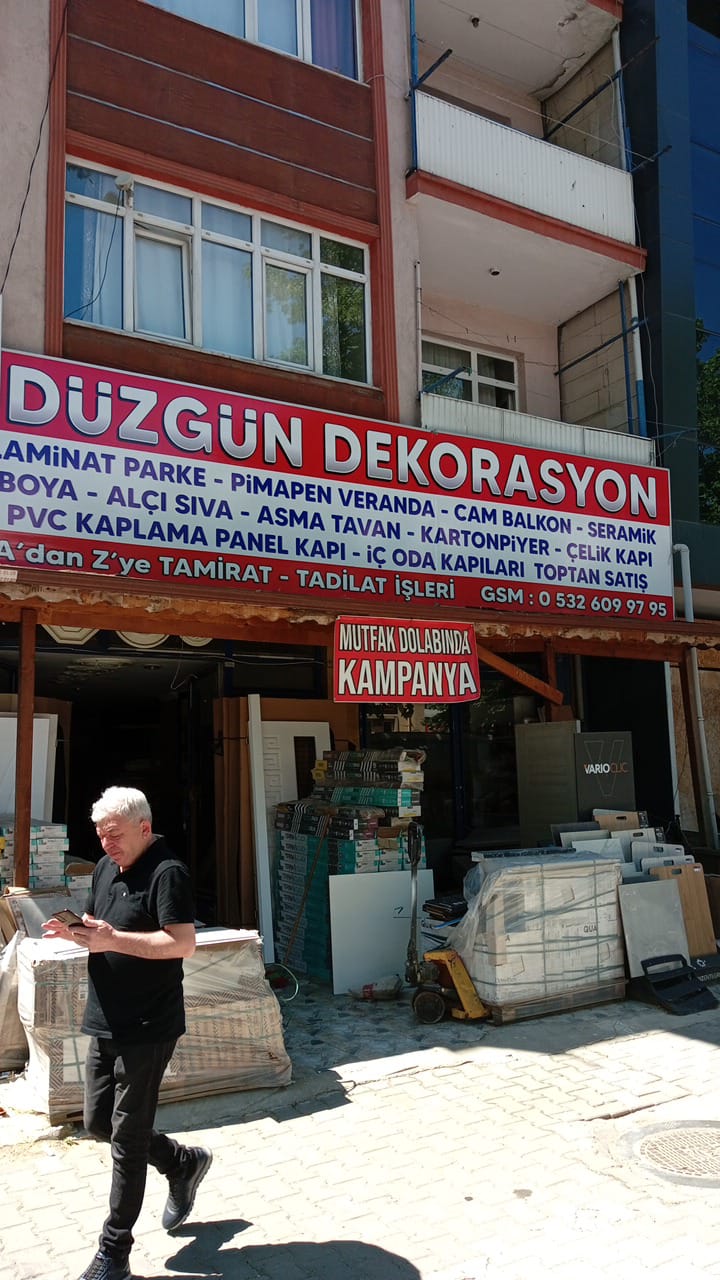 DÜZGÜN DEKORASYON
LAMİNAT PARKE - PİMAPEN VERANDA - CAM BALKON - SERAMİK
BOYA - ALÇI SIVA - ASMA TAVAN - KARTONPİYER - ÇELİK KAPI
PVC KAPLAMA PANEL KAPI - İÇ ODA KAPILARI TOPTAN SATIŞ
A'dan Z'ye TAMİRAT - TADİLAT İŞLERİ GSM : 0 532 609 97 95
MUTFAK DOLABINDA
KAMPANYA
VARIOCLIC
QUA